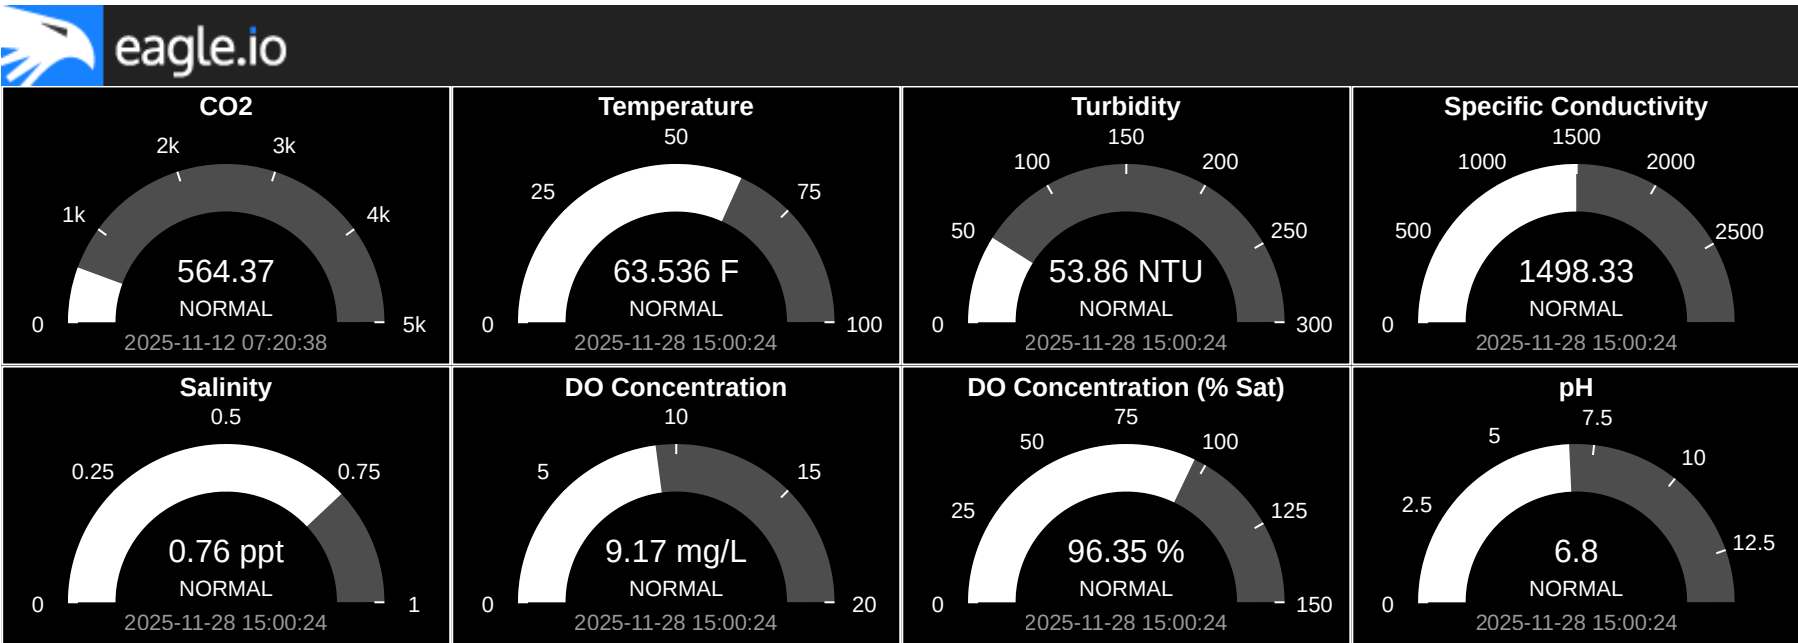 eagle.io
CO2
2k
3k
1k
4k
564.37
NORMAL
0
5k
2025-11-12 07:20:38
Temperature
50
25
75
63.536 F
NORMAL
0
100
2025-11-28 15:00:24
Turbidity
150
100
200
50
250
53.86 NTU
NORMAL
0
300
2025-11-28 15:00:24
Specific Conductivity
1500
1000
2000
500
2500
1498.33
NORMAL
0
2025-11-28 15:00:24
Salinity
0.5
0.25
0.75
0.76 ppt
NORMAL
0
1
2025-11-28 15:00:24
DO Concentration
10
5
15
9.17 mg/L
NORMAL
0
20
2025-11-28 15:00:24
DO Concentration (% Sat)
75
50
100
25
125
96.35 %
NORMAL
0
150
2025-11-28 15:00:24
pH
7.5
5
10
2.5
12.5
6.8
NORMAL
0
2025-11-28 15:00:24